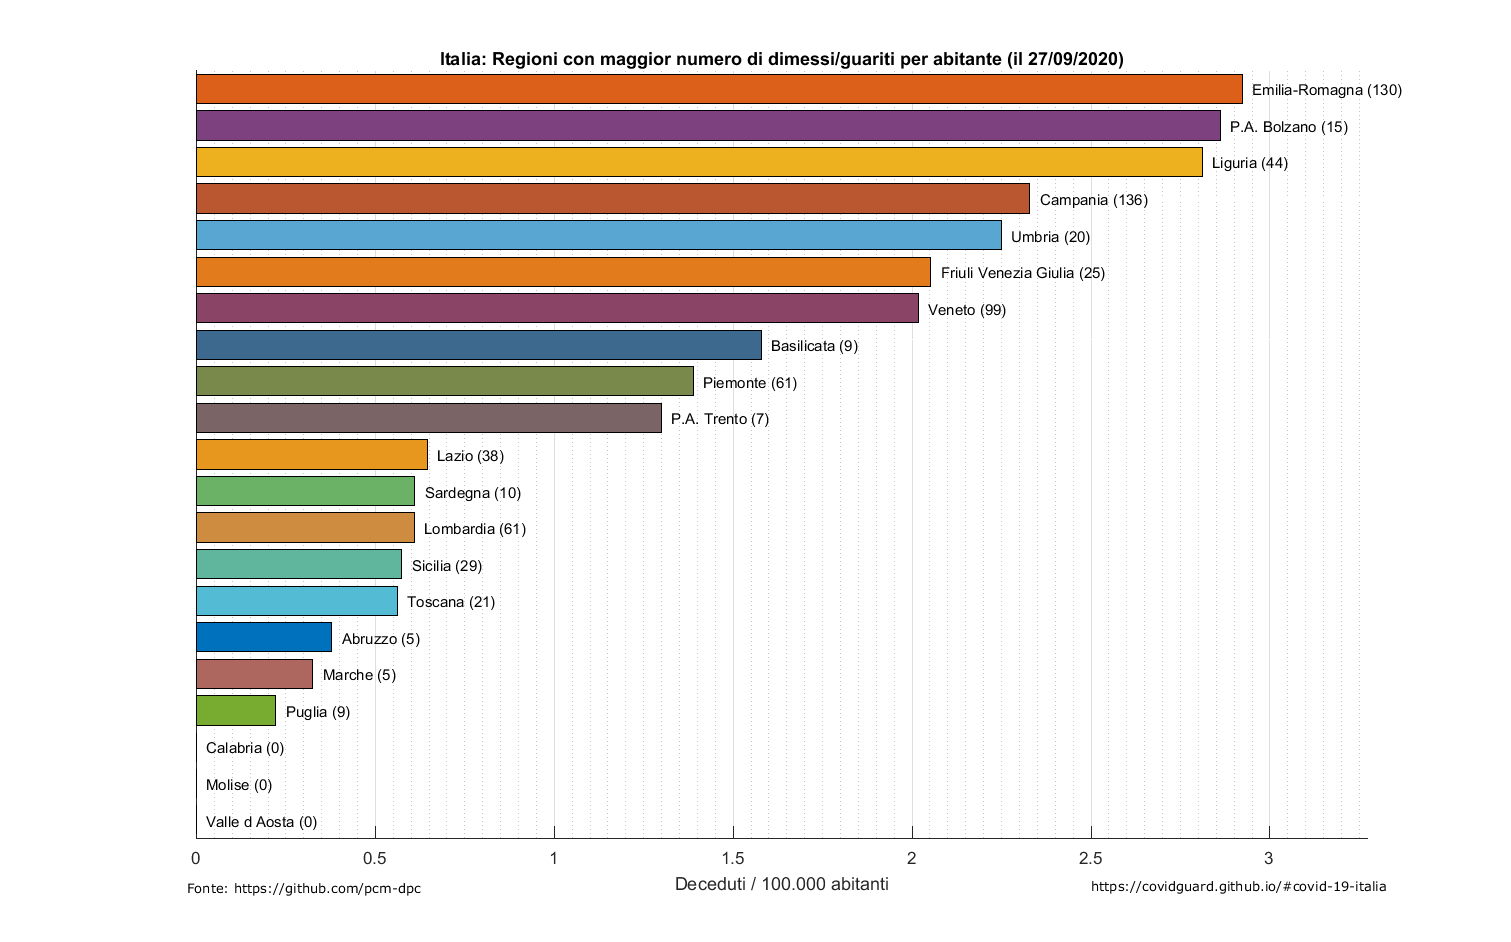 Italia: Regioni con maggior numero di dimessi/guariti per abitante (il 27/09/2020)
Emilia-Romagna (130)
P.A. Bolzano (15)
Liguria (44)
Campania (136)
Umbria (20)
Friuli Venezia Giulia (25)
Veneto (99)
Basilicata (9)
Piemonte (61)
P.A. Trento (7)
Lazio (38)
Sardegna (10)
Lombardia (61)
Sicilia (29)
Toscana (21)
Abruzzo (5)
Marche (5)
Puglia (9)
Calabria (0)
Molise (0)
Valle d Aosta (0)
0 0.5 1 1.5 2 2.5 3
Deceduti / 100.000 abitanti
Fonte: https://github.com/pcm-dpc
https://covidguard.github.io/#covid-19-italia